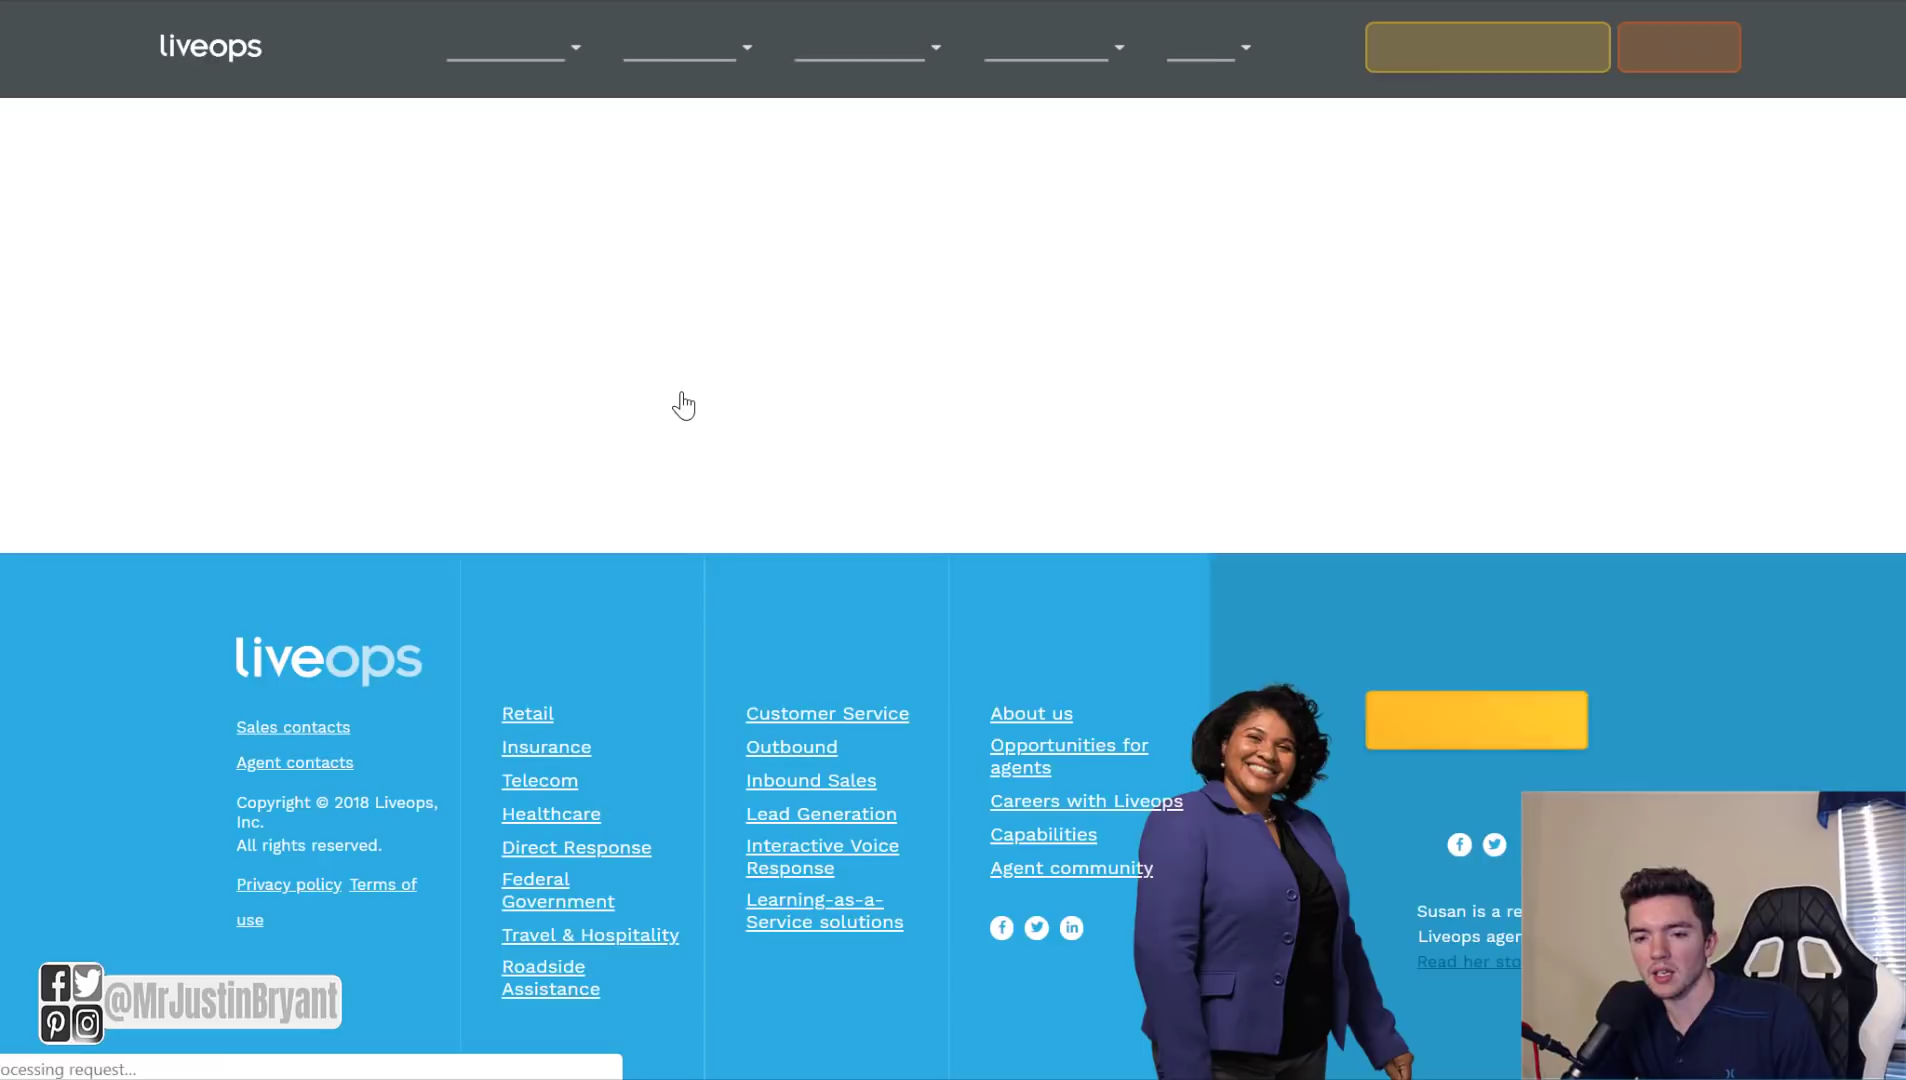 liveops
liveops
Sales contacts
Agent contacts
Copyright © 2018 Liveops,
Inc.
All rights reserved.
Privacy policy Terms of
use
Retail
Insurance
Telecom
Healthcare
Direct Response
Federal
Government
Travel & Hospitality
Roadside
Assistance
Customer Service
Outbound
Inbound Sales
Lead Generation
Interactive Voice
Response
Learning-as-a-
Service solutions
About us
Opportunities for
agents
Careers with Liveops
Capabilities
Agent community
Susan is a re
Liveops agen
Read her sto
@MrJustinBryant
ocessing request...